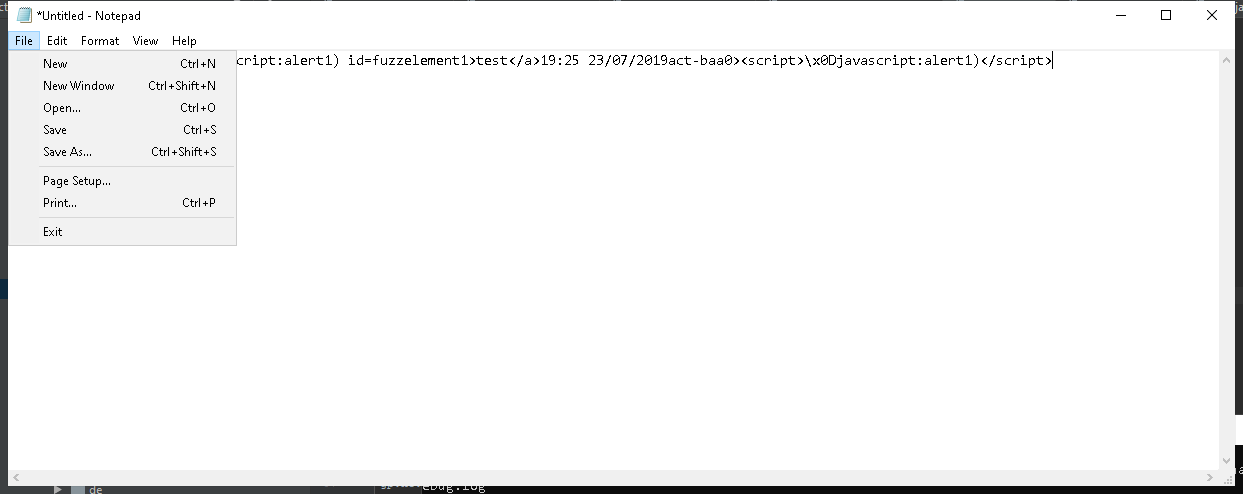 *Untitled - Notepad
File Edit Format View Help
cript:alert1) id=fuzzelement1>test</a>19:25 23/07/2019act-baa0><script>\x0Djavascript:alert1)</script>
New Ctrl+N
New Window Ctrl+Shift+N
Open... Ctrl+O
Save Ctrl+S
Save As... Ctrl+Shift+S
Page Setup...
Print... Ctrl+P
Exit
de